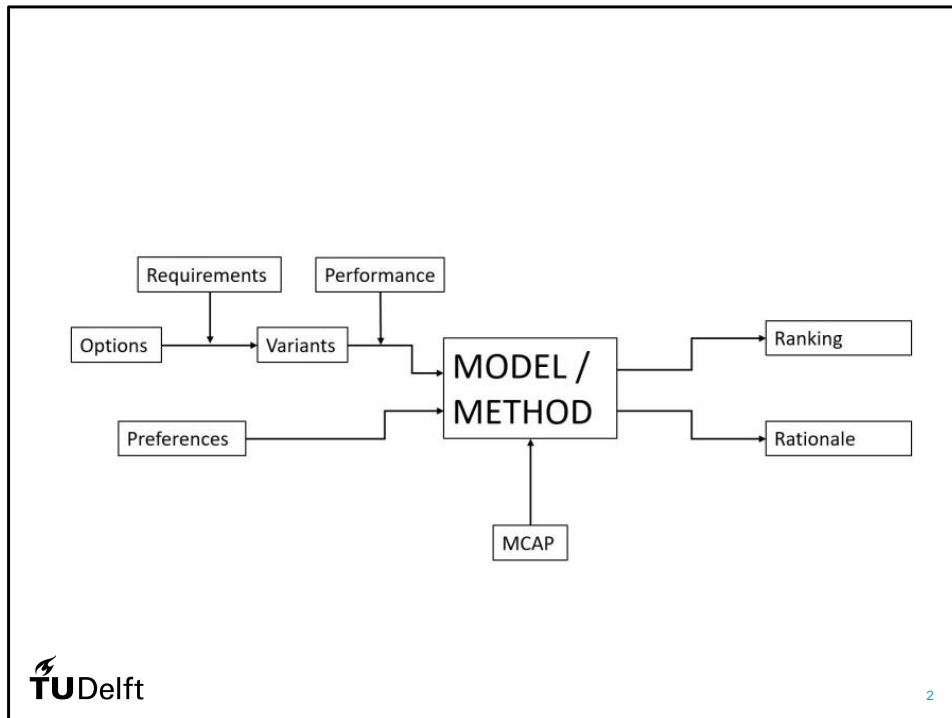 Requirements
Performance
Options
Variants
MODEL /
METHOD
Ranking
Preferences
Rationale
MCAP
TUDelft
2